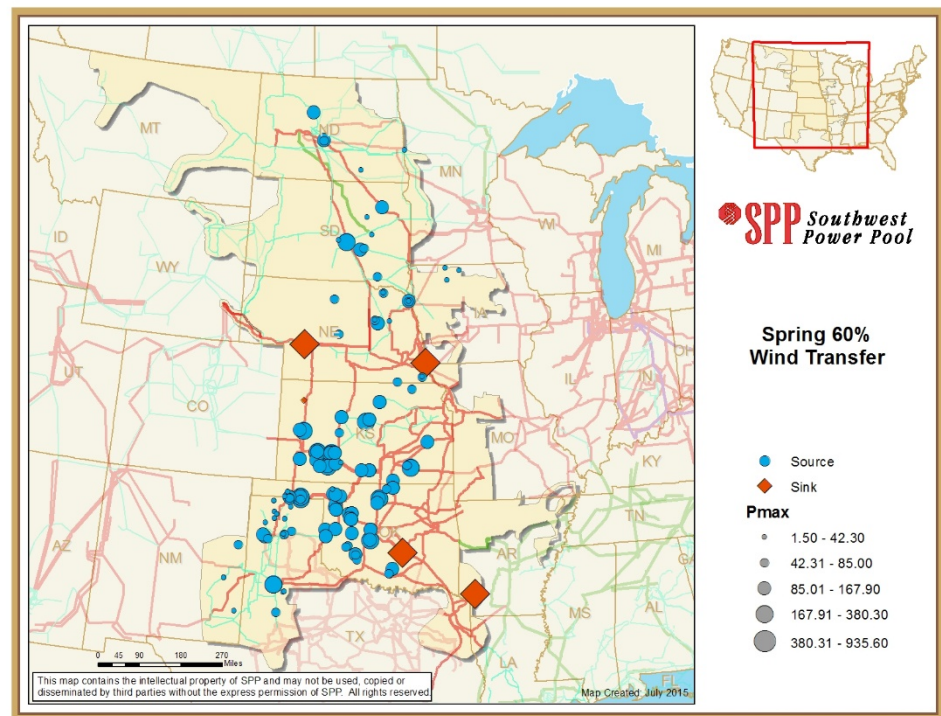 ND
MT
MN
SD
WI
ID
WY
MI
IA
NE
OH
UT
CO
IL
IN
KS
MO
KY
TN
OK
AZ
NM
AR
GA
MS
AL
TX
LA
FL
0 45 90 180 270
Miles
This map contains the intellectual property of SPP and may not be used, copied or
disseminated by third parties without the express permission of SPP. All rights reserved.
Map Created: July 2015
SPP Southwest
Power Pool
Spring 60%
Wind Transfer
Source
Sink
Pmax
1.50 - 42.30
42.31 - 85.00
85.01 - 167.90
167.91 - 380.30
380.31 - 935.60